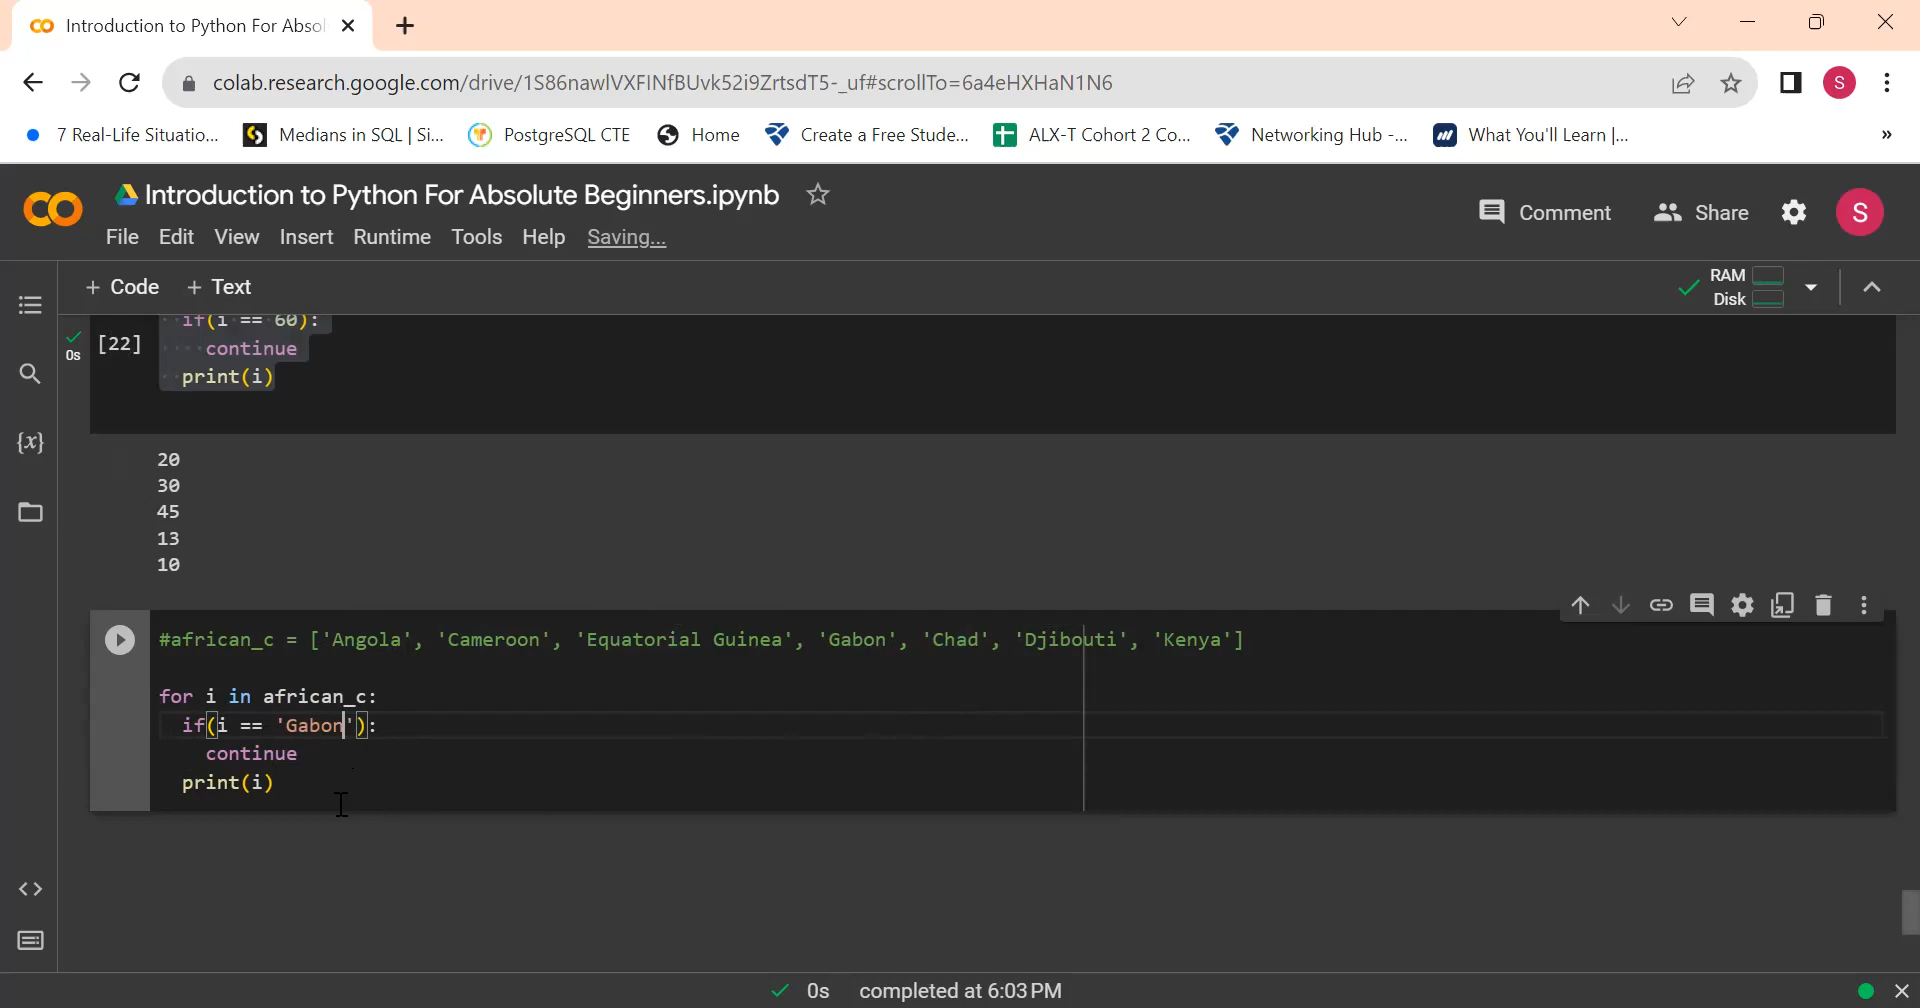 Introduction to Python For Absol
colab.research.google.com/drive/1S86nawlVXFINfBUvk52i9ZrtsdT5-_uf#scrollTo=6a4eHXHaN1N6
S
7 Real-Life Situatio...
Medians in SQL | Si...
PostgreSQL CTE
Home
Create a Free Stude...
ALX-T Cohort 2 Co...
Networking Hub -...
What You'll Learn |...
»
Introduction to Python For Absolute Beginners.ipynb
Comment
Share
S
File Edit View Insert Runtime Tools Help Saving...
+ Code + Text
RAM
Disk
if(i == 60):
0s
[22]
continue
print(i)
20
30
45
13
10
#african_c = ['Angola', 'Cameroon', 'Equatorial Guinea', 'Gabon', 'Chad', 'Djibouti', 'Kenya']
for i in african_c:
if(i == 'Gabon'):
continue
print(i)
0s completed at 6:03 PM